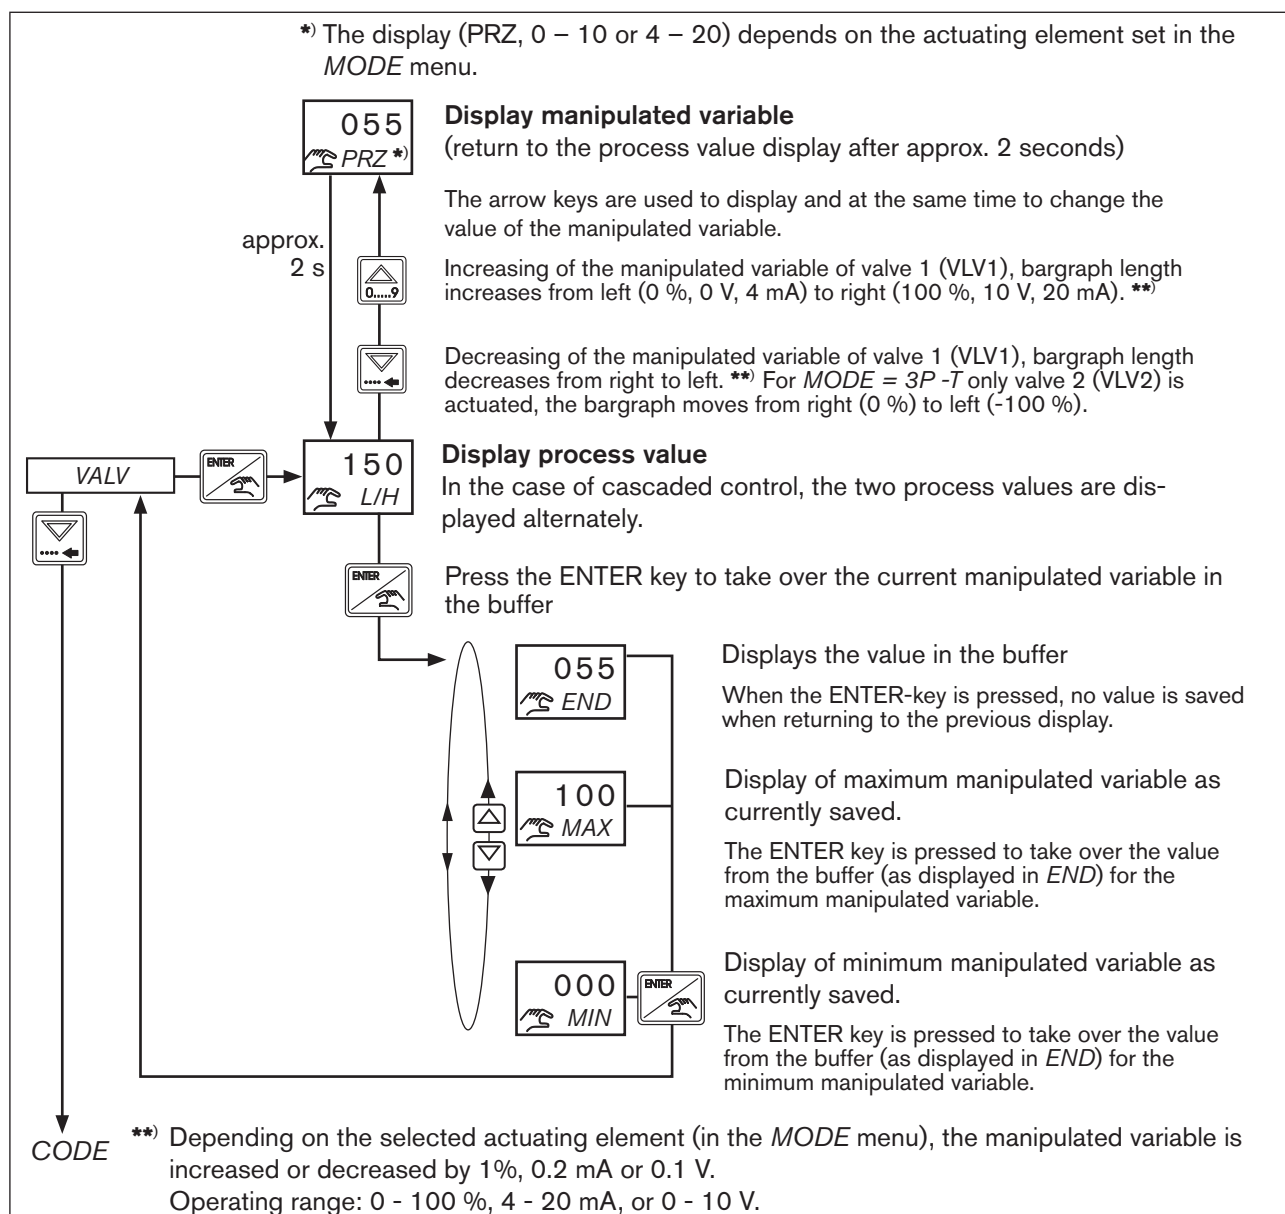 *) The display (PRZ, 0 – 10 or 4 – 20) depends on the actuating element set in the
MODE menu.
055
PRZ *)
Display manipulated variable
(return to the process value display after approx. 2 seconds)
The arrow keys are used to display and at the same time to change the
value of the manipulated variable.
approx.
2 s
0.....9
Increasing of the manipulated variable of valve 1 (VLV1), bargraph length
increases from left (0 %, 0 V, 4 mA) to right (100 %, 10 V, 20 mA). **)
Decreasing of the manipulated variable of valve 1 (VLV1), bargraph length
decreases from right to left. **) For MODE = 3P -T only valve 2 (VLV2) is
actuated, the bargraph moves from right (0 %) to left (-100 %).
VALV
ENTER
150
L/H
Display process value
In the case of cascaded control, the two process values are dis-
played alternately.
ENTER
Press the ENTER key to take over the current manipulated variable in
the buffer
055
END
Displays the value in the buffer
When the ENTER-key is pressed, no value is saved
when returning to the previous display.
100
MAX
Display of maximum manipulated variable as
currently saved.
The ENTER key is pressed to take over the value
from the buffer (as displayed in END) for the
maximum manipulated variable.
000
MIN
ENTER
Display of minimum manipulated variable as
currently saved.
The ENTER key is pressed to take over the value
from the buffer (as displayed in END) for the
minimum manipulated variable.
CODE
**) Depending on the selected actuating element (in the MODE menu), the manipulated variable is
increased or decreased by 1%, 0.2 mA or 0.1 V.
Operating range: 0 - 100 %, 4 - 20 mA, or 0 - 10 V.